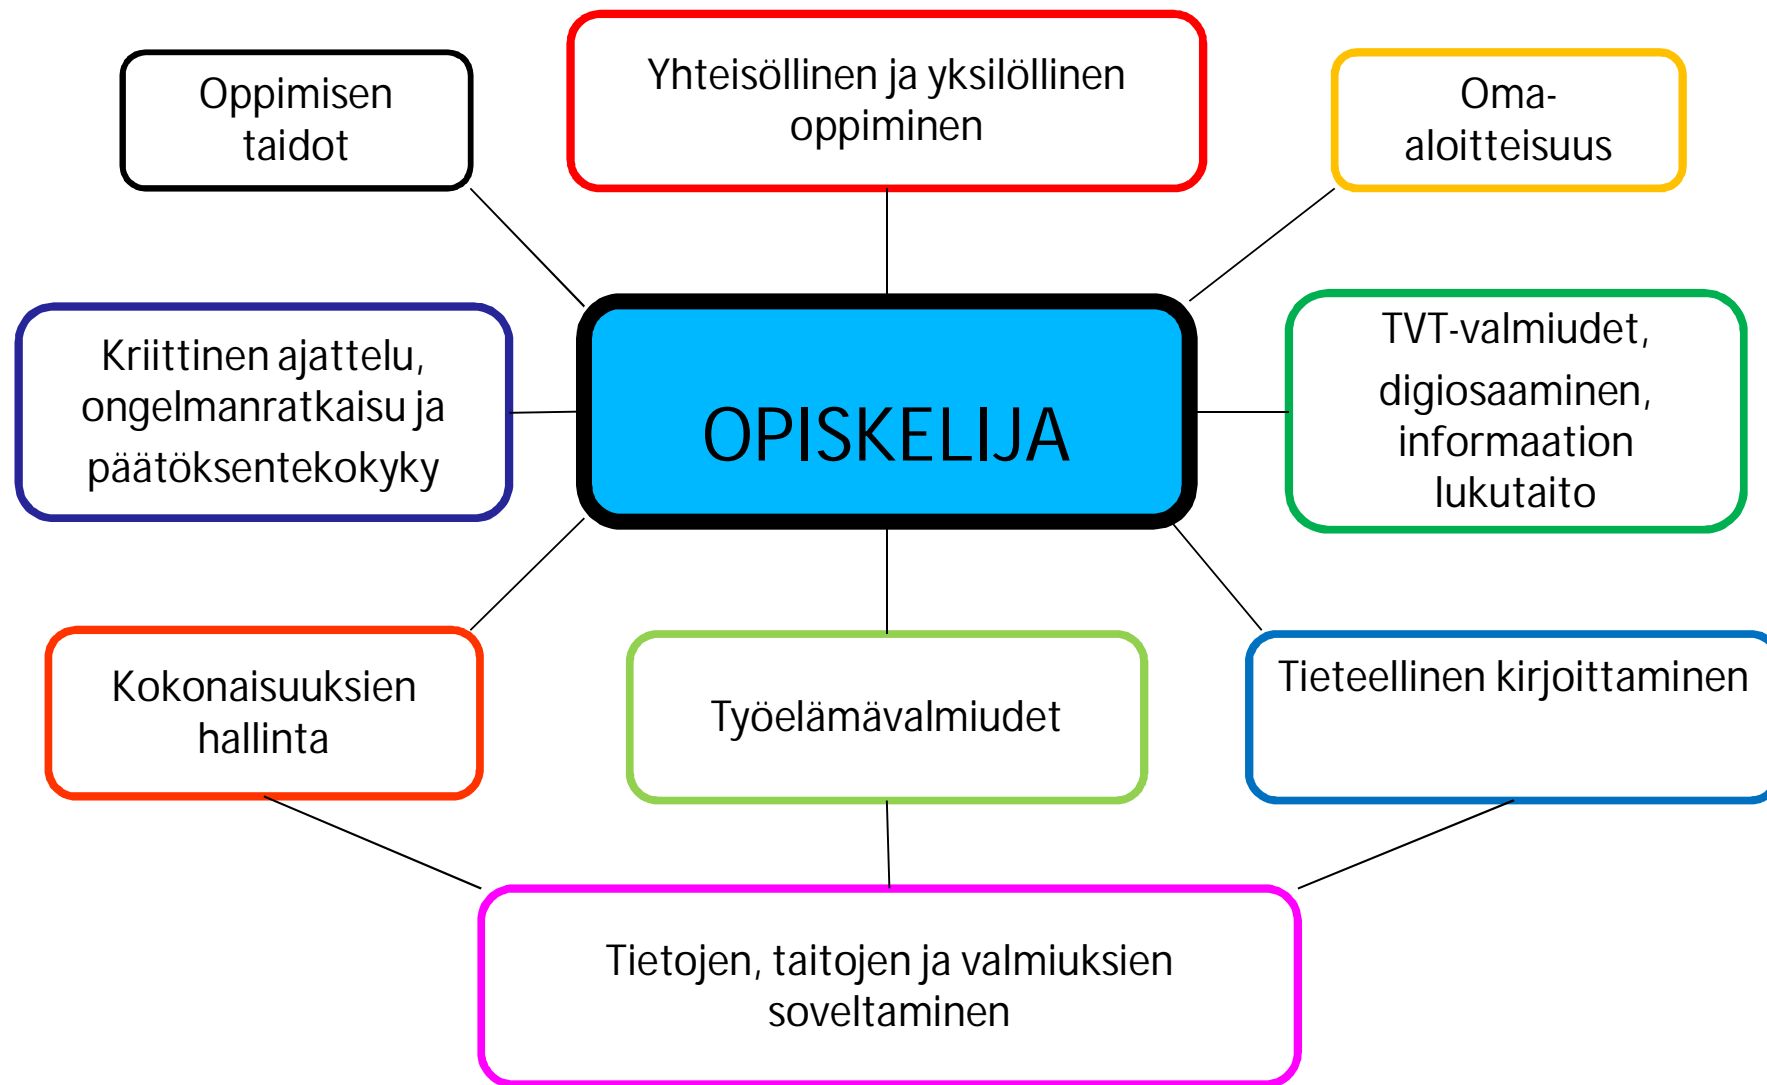 Oppimisen
taidot
Yhteisöllinen ja yksilöllinen
oppiminen
Oma-
aloitteisuus
Kriittinen ajattelu,
ongelmanratkaisu ja
päätöksentekokyky
OPISKELIJA
TVT-valmiudet,
digiosaaminen,
informaation
lukutaito
Kokonaisuuksien
hallinta
Työelämävalmiudet
Tieteellinen kirjoittaminen
Tietojen, taitojen ja valmiuksien
soveltaminen